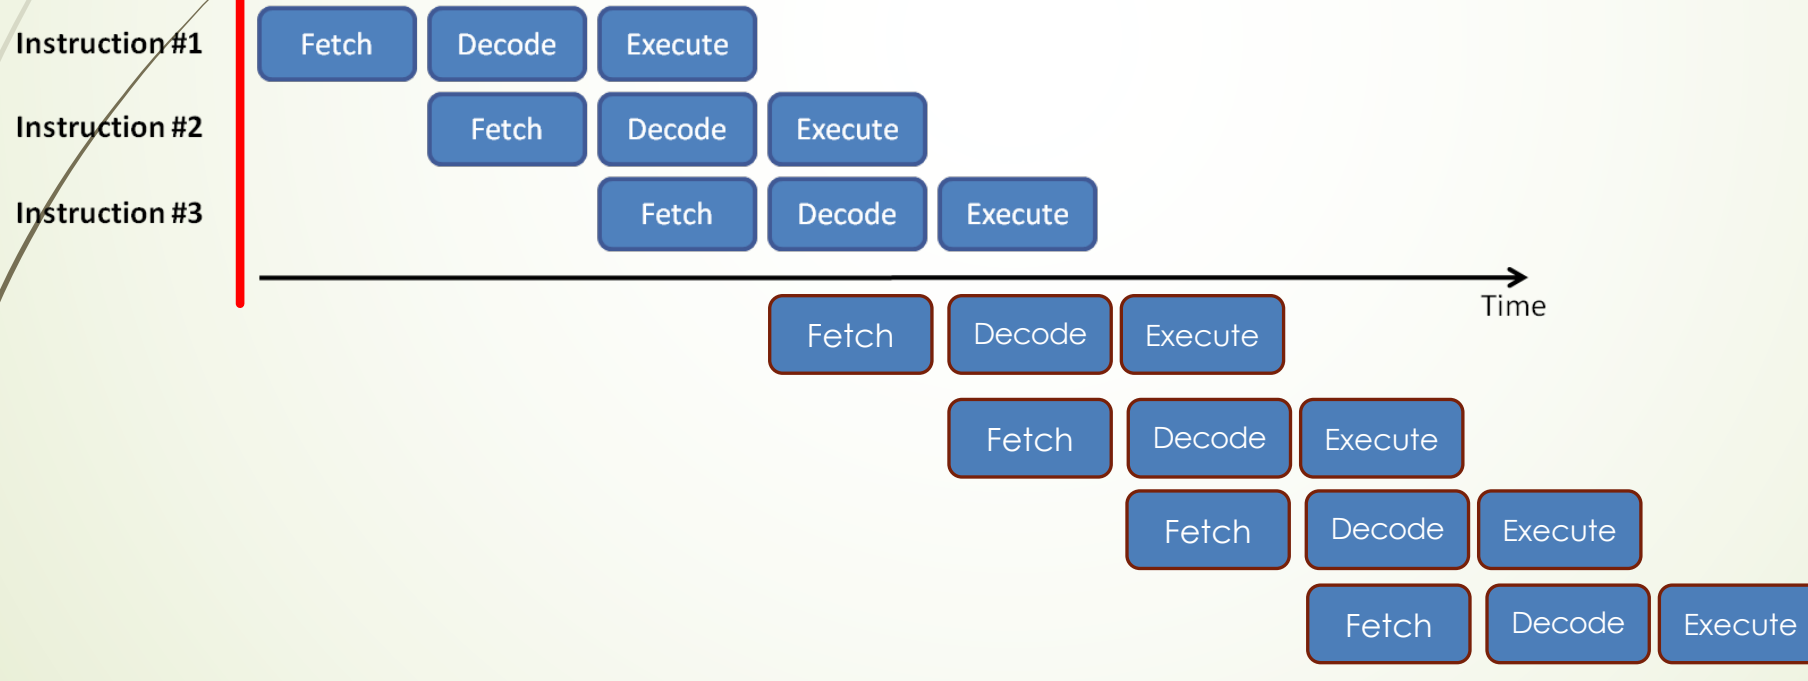 Instruction #1 Fetch Decode Execute
Instruction #2 Fetch Decode Execute
Instruction #3 Fetch Decode Execute
Time
Fetch Decode Execute
Fetch Decode Execute
Fetch Decode Execute
Fetch Decode Execute